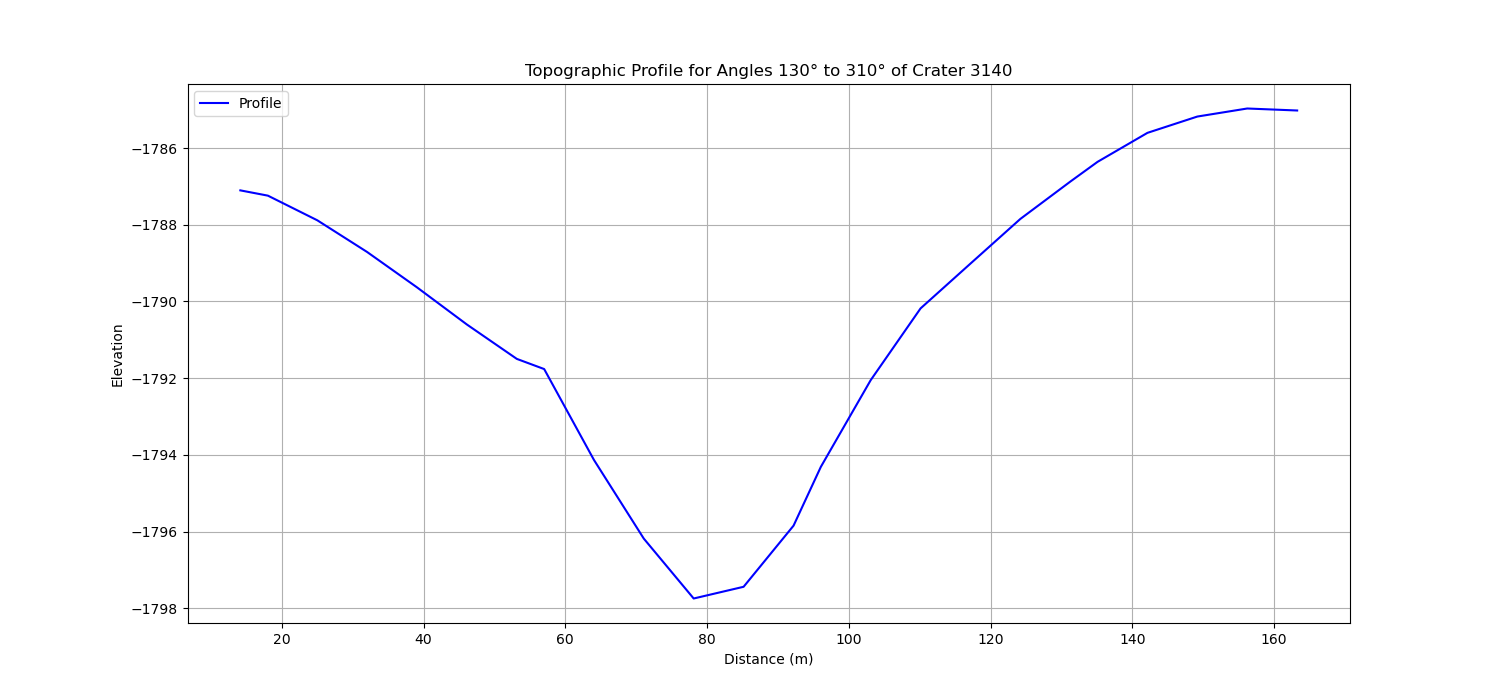 Topographic Profile for Angles 130° to 310° of Crater 3140
Profile
−1786
−1788
−1790
−1792
−1794
−1796
−1798
Elevation
20 40 60 80 100 120 140 160
Distance (m)